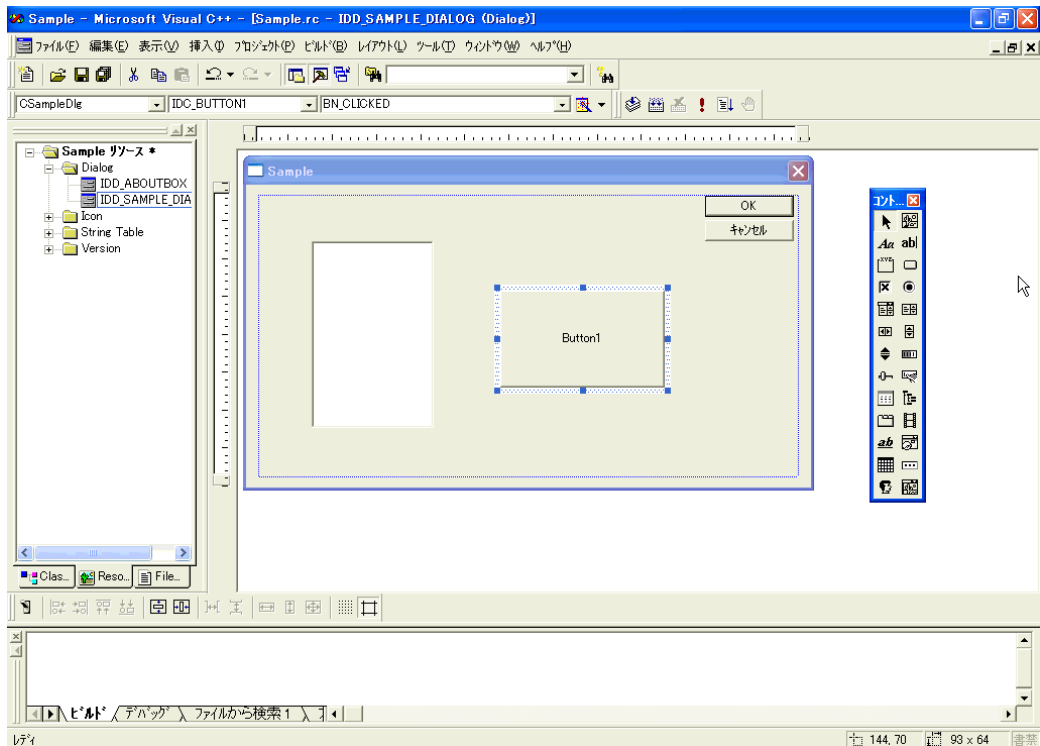 Sample - Microsoft Visual C++ - [Sample.rc - IDD_SAMPLE_DIALOG (Dialog)]
ﾌｧｲﾙ(F) 編集(E) 表示(V) 挿入(I) ﾌﾟﾛｼﾞｪｸﾄ(P) ﾋﾞﾙﾄﾞ(B) ﾚｲｱｳﾄ(L) ﾂｰﾙ(T) ｳｨﾝﾄﾞｳ(W) ﾍﾙﾌﾟ(H)
CSampleDlg IDC_BUTTON1 BN_CLICKED
Sample リソース *
Dialog
IDD_ABOUTBOX
IDD_SAMPLE_DIA
Icon
String Table
Version
Clas... Reso... File...
Sample
OK
ｷｬﾝｾﾙ
Button1
ｺﾝﾄ...
Aa ab|
XYZ
ab
ﾋﾞﾙﾄﾞ ﾃﾞﾊﾞｯｸﾞ ﾌｧｲﾙから検索 1
ﾚﾃﾞｨ
144, 70 93 x 64 書禁